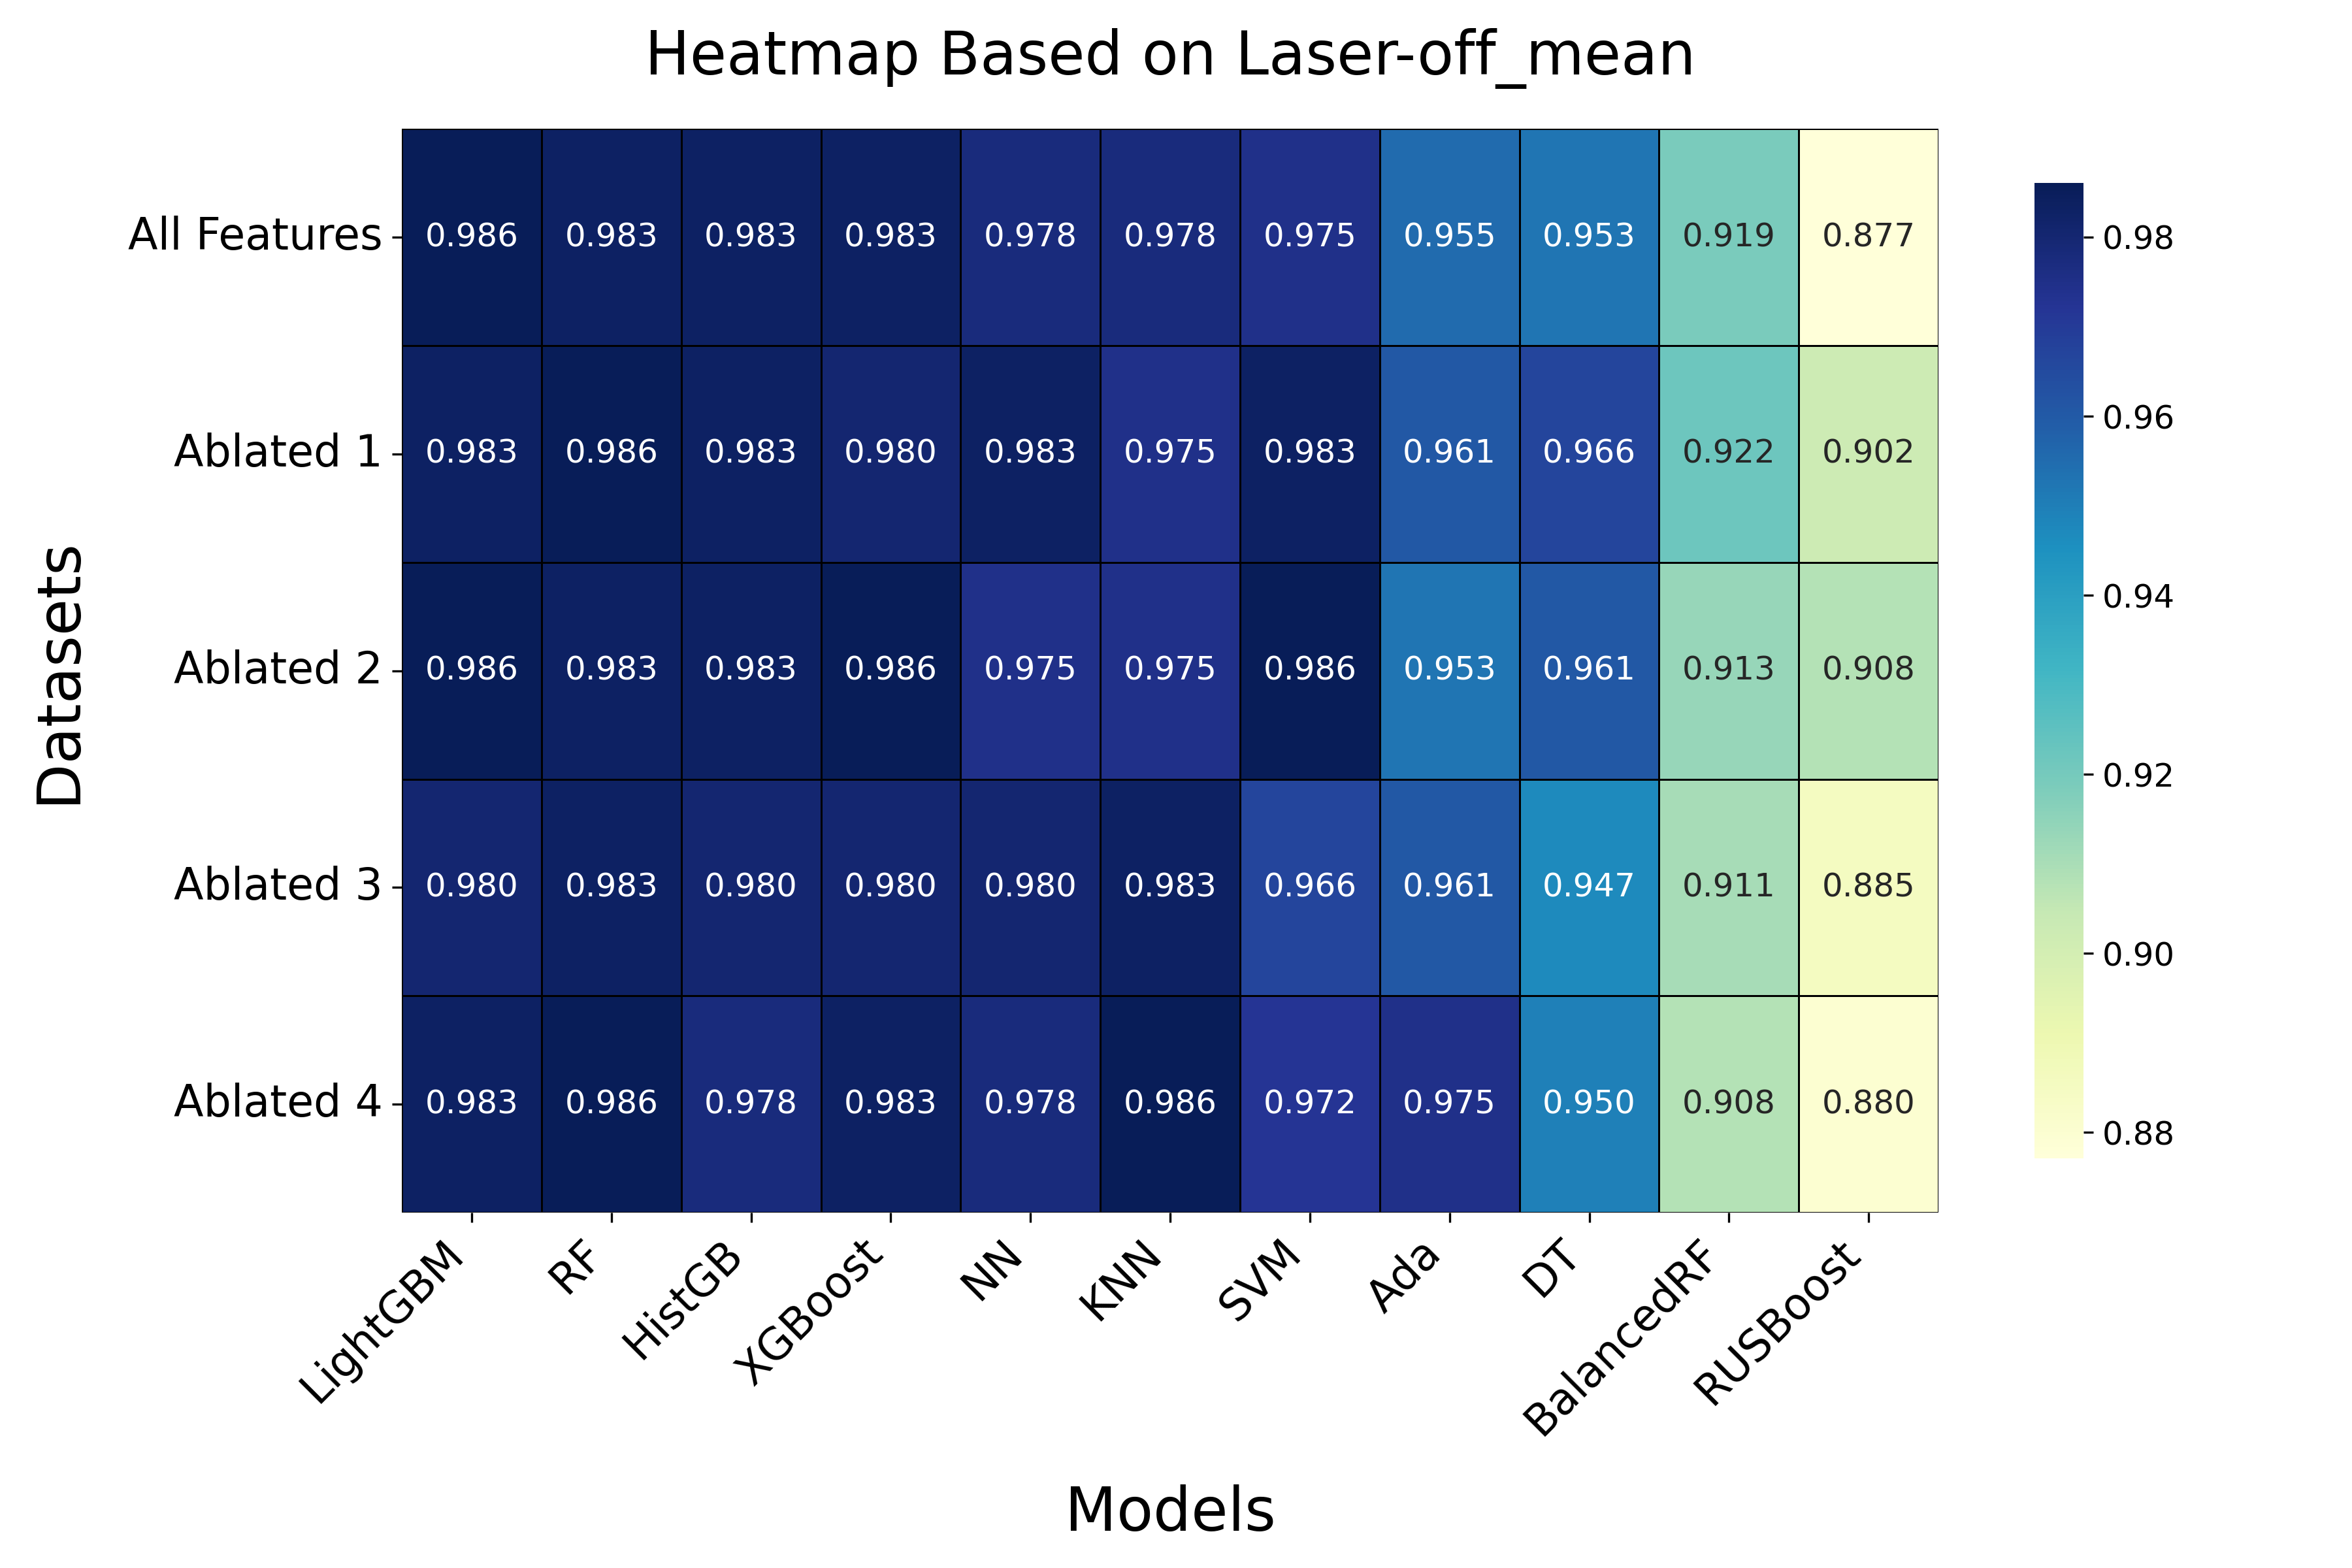 Heatmap Based on Laser-off_mean
Datasets
All Features 0.986 0.983 0.983 0.983 0.978 0.978 0.975 0.955 0.953 0.919 0.877
Ablated 1 0.983 0.986 0.983 0.980 0.983 0.975 0.983 0.961 0.966 0.922 0.902
Ablated 2 0.986 0.983 0.983 0.986 0.975 0.975 0.986 0.953 0.961 0.913 0.908
Ablated 3 0.980 0.983 0.980 0.980 0.980 0.983 0.966 0.961 0.947 0.911 0.885
Ablated 4 0.983 0.986 0.978 0.983 0.978 0.986 0.972 0.975 0.950 0.908 0.880
LightGBM RF HistGB XGBoost NN KNN SVM Ada DT BalancedRF RUSBoost
Models
0.98
0.96
0.94
0.92
0.90
0.88